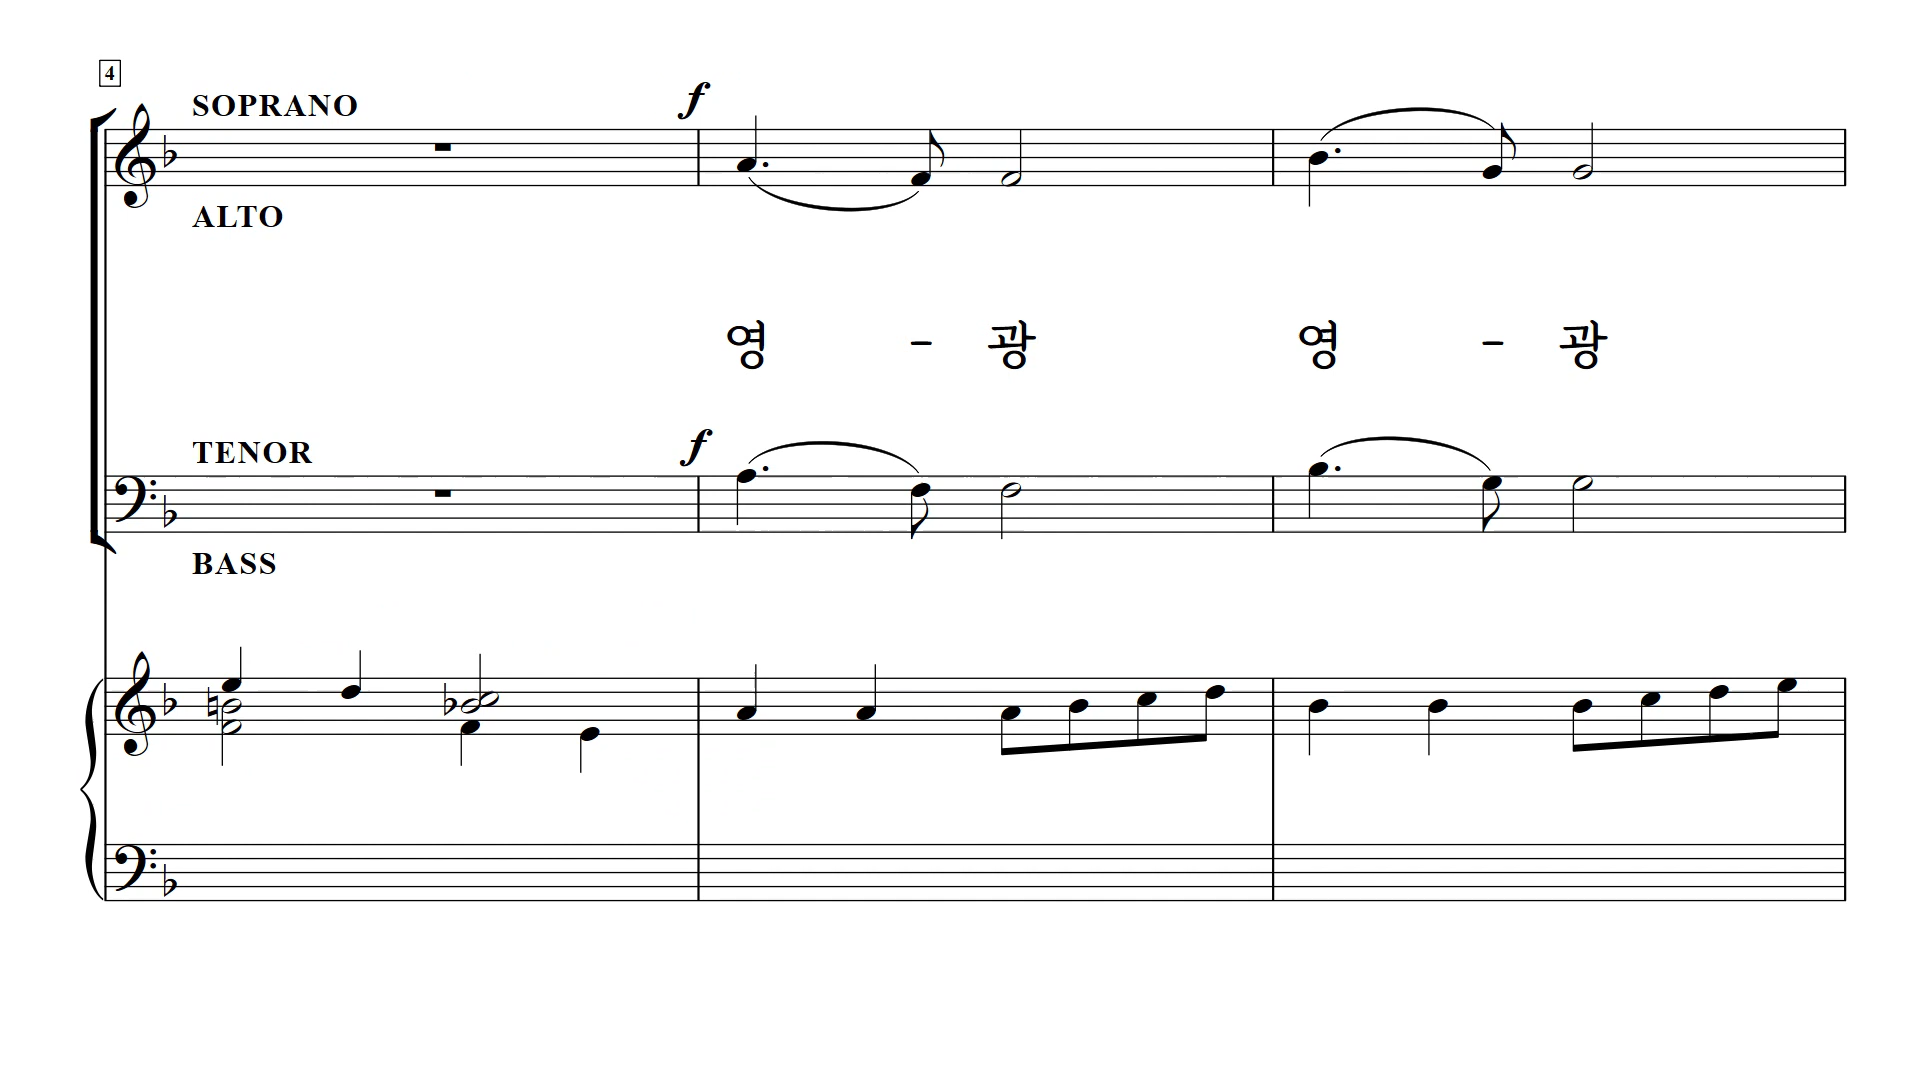 4
SOPRANO
f
ALTO
영 - 광 영 - 광
TENOR
f
BASS